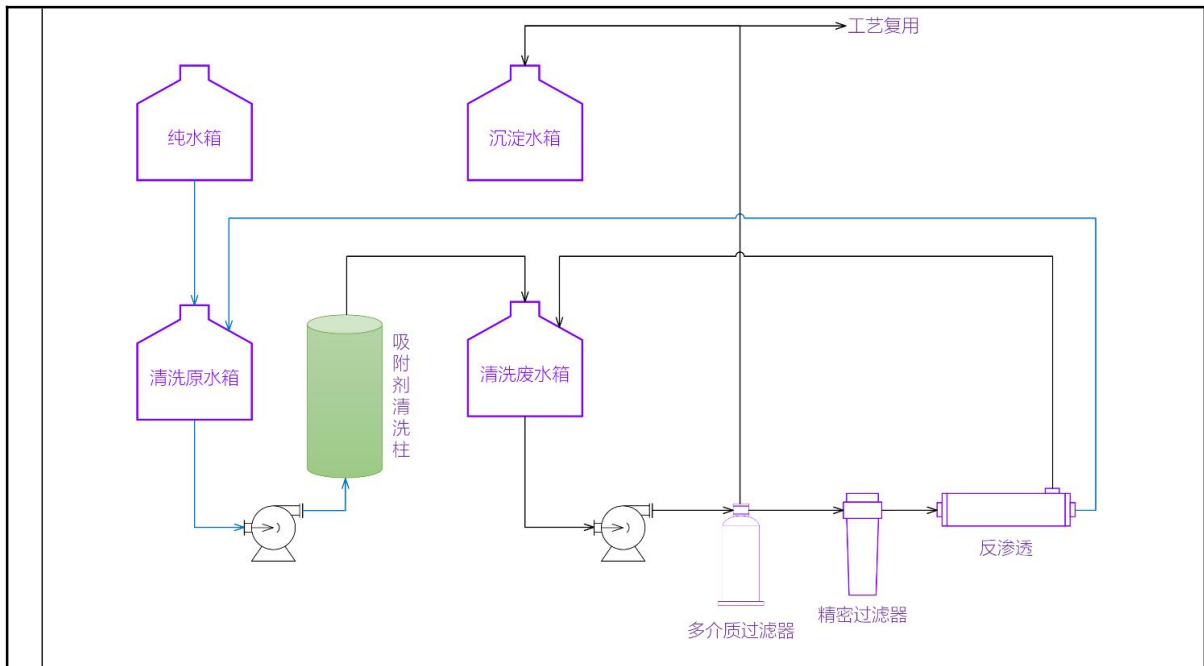 工艺复用
纯水箱
沉淀水箱
清洗原水箱
吸附剂清洗柱
清洗废水箱
反渗透
精密过滤器
多介质过滤器